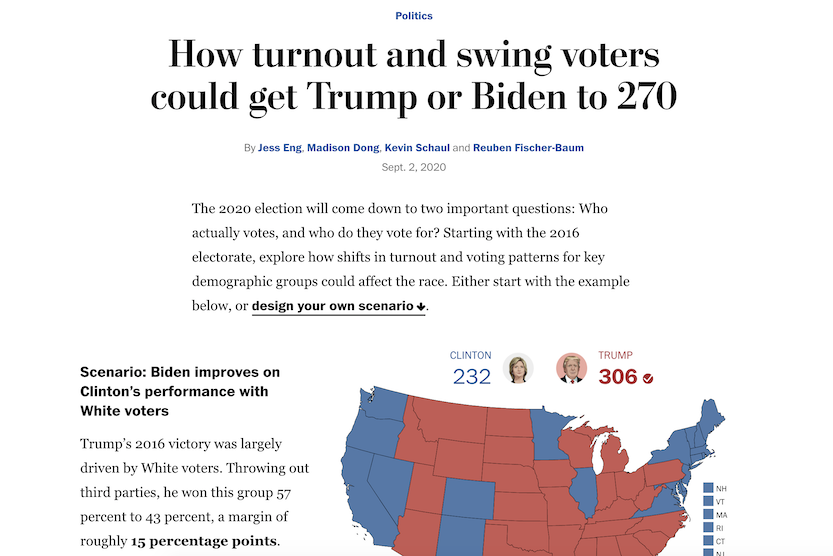 Politics
How turnout and swing voters
could get Trump or Biden to 270
By Jess Eng, Madison Dong, Kevin Schaul and Reuben Fischer-Baum
Sept. 2, 2020
The 2020 election will come down to two important questions: Who
actually votes, and who do they vote for? Starting with the 2016
electorate, explore how shifts in turnout and voting patterns for key
demographic groups could affect the race. Either start with the example
below, or design your own scenario.
Scenario: Biden improves on
Clinton’s performance with
White voters
Trump’s 2016 victory was largely
driven by White voters. Throwing out
third parties, he won this group 57
percent to 43 percent, a margin of
roughly 15 percentage points.
CLINTON
232
TRUMP
306
NH
VT
MA
RI
CT
NJ